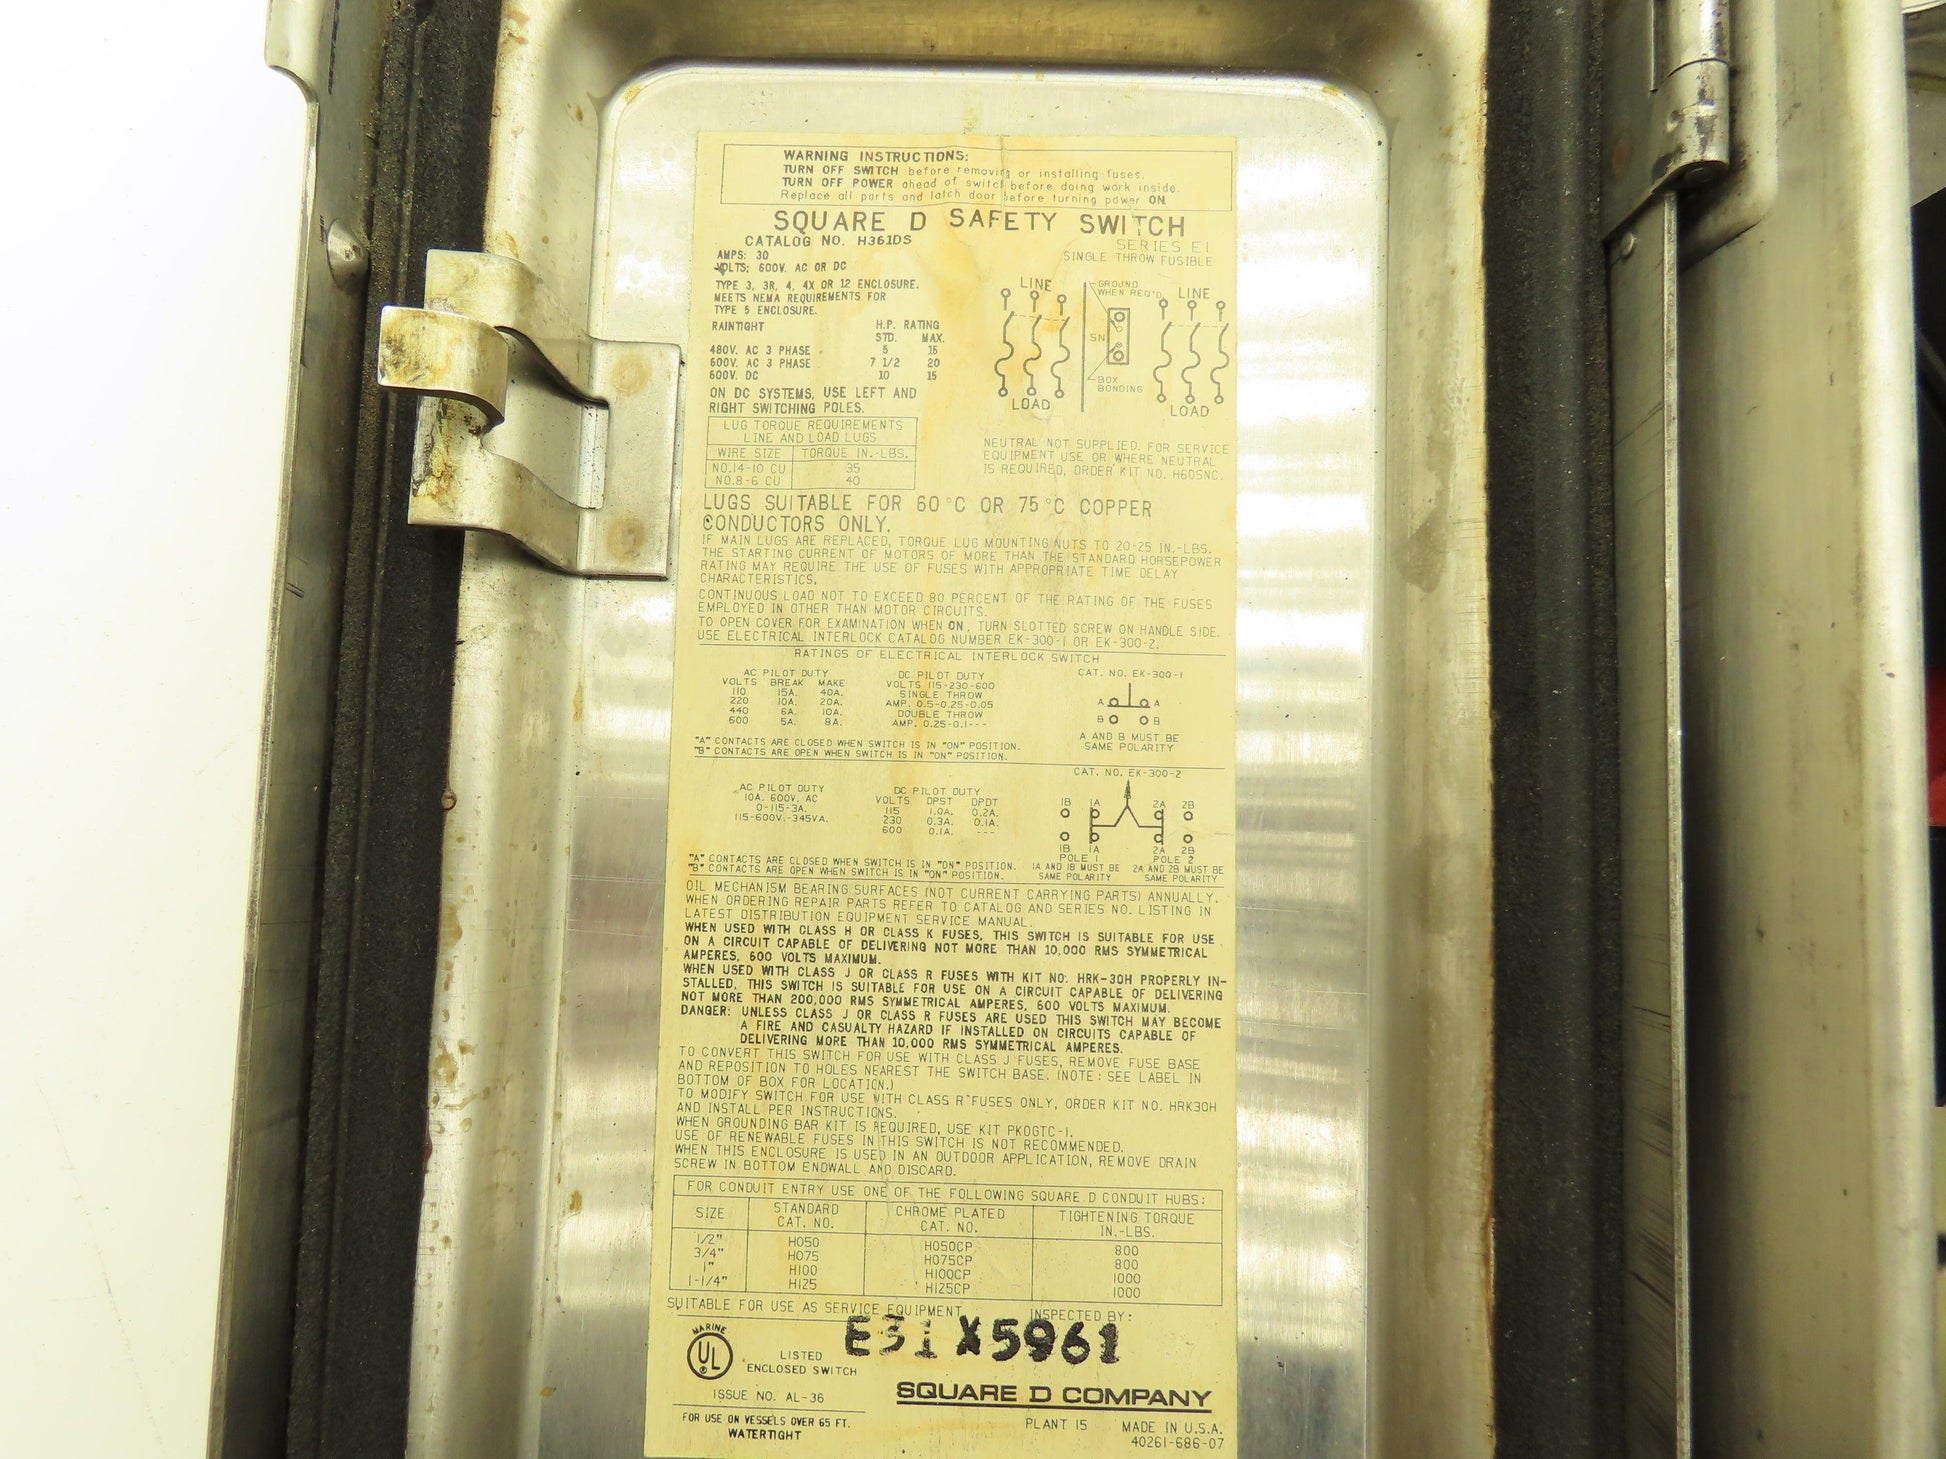 WARNING INSTRUCTIONS:
TURN OFF SWITCH before removing or installing fuses.
TURN OFF POWER ahead of switch before doing work inside.
Replace all parts and latch door before turning power ON.
SQUARE D SAFETY SWITCH
CATALOG NO. H361DS
SERIES E1
AMPS: 30
SINGLE THROW FUSIBLE
VOLTS: 600V. AC OR DC
TYPE 3, 3R, 4, 4X OR 12 ENCLOSURE.
MEETS NEMA REQUIREMENTS FOR
TYPE 5 ENCLOSURE.
RAINTIGHT H.P. RATING
STD. MAX.
480V. AC 3 PHASE 5 15
600V. AC 3 PHASE 7 1/2 20
600V. DC 10 15
ON DC SYSTEMS, USE LEFT AND
RIGHT SWITCHING POLES.
LINE
GROUND
WHEN REQ'D
LINE
SN
BOX
BONDING
LOAD
LOAD
LUG TORQUE REQUIREMENTS
LINE AND LOAD LUGS
WIRE SIZE TORQUE IN.-LBS.
NO.14-10 CU 35
NO.8-6 CU 40
NEUTRAL NOT SUPPLIED. FOR SERVICE
EQUIPMENT USE OR WHERE NEUTRAL
IS REQUIRED, ORDER KIT NO. H60SNC.
LUGS SUITABLE FOR 60°C OR 75°C COPPER
CONDUCTORS ONLY.
IF MAIN LUGS ARE REPLACED, TORQUE LUG MOUNTING NUTS TO 20-25 IN.-LBS.
THE STARTING CURRENT OF MOTORS OF MORE THAN THE STANDARD HORSEPOWER
RATING MAY REQUIRE THE USE OF FUSES WITH APPROPRIATE TIME DELAY
CHARACTERISTICS.
CONTINUOUS LOAD NOT TO EXCEED 80 PERCENT OF THE RATING OF THE FUSES
EMPLOYED IN OTHER THAN MOTOR CIRCUITS.
TO OPEN COVER FOR EXAMINATION WHEN ON, TURN SLOTTED SCREW ON HANDLE SIDE.
USE ELECTRICAL INTERLOCK CATALOG NUMBER EK-300-1 OR EK-300-2.
RATINGS OF ELECTRICAL INTERLOCK SWITCH
AC PILOT DUTY
VOLTS BREAK MAKE
110 15A. 40A.
220 10A. 20A.
440 6A. 10A.
600 5A. 8A.
DC PILOT DUTY
VOLTS 115-230-600
SINGLE THROW
AMP. 0.5-0.25-0.05
DOUBLE THROW
AMP. 0.25-0.1---
CAT. NO. EK-300-1
A A
B B
A AND B MUST BE
SAME POLARITY
"A" CONTACTS ARE CLOSED WHEN SWITCH IS IN "ON" POSITION.
"B" CONTACTS ARE OPEN WHEN SWITCH IS IN "ON" POSITION.
AC PILOT DUTY
10A. 600V. AC
0-115-3A.
115-600V.-345VA.
DC PILOT DUTY
VOLTS DPST DPDT
115 1.0A. 0.2A.
230 0.3A. 0.1A.
600 0.1A. ---
CAT. NO. EK-300-2
1B 1A 2A 2B
1B 1A 2A 2B
POLE 1 POLE 2
1A AND 1B MUST BE 2A AND 2B MUST BE
SAME POLARITY SAME POLARITY
"A" CONTACTS ARE CLOSED WHEN SWITCH IS IN "ON" POSITION.
"B" CONTACTS ARE OPEN WHEN SWITCH IS IN "ON" POSITION.
OIL MECHANISM BEARING SURFACES (NOT CURRENT CARRYING PARTS) ANNUALLY.
WHEN ORDERING REPAIR PARTS REFER TO CATALOG AND SERIES NO. LISTING IN
LATEST DISTRIBUTION EQUIPMENT SERVICE MANUAL.
WHEN USED WITH CLASS H OR CLASS K FUSES, THIS SWITCH IS SUITABLE FOR USE
ON A CIRCUIT CAPABLE OF DELIVERING NOT MORE THAN 10,000 RMS SYMMETRICAL
AMPERES, 600 VOLTS MAXIMUM.
WHEN USED WITH CLASS J OR CLASS R FUSES WITH KIT NO. HRK-30H PROPERLY IN-
STALLED, THIS SWITCH IS SUITABLE FOR USE ON A CIRCUIT CAPABLE OF DELIVERING
NOT MORE THAN 200,000 RMS SYMMETRICAL AMPERES, 600 VOLTS MAXIMUM.
DANGER: UNLESS CLASS J OR CLASS R FUSES ARE USED THIS SWITCH MAY BECOME
A FIRE AND CASUALTY HAZARD IF INSTALLED ON CIRCUITS CAPABLE OF
DELIVERING MORE THAN 10,000 RMS SYMMETRICAL AMPERES.
TO CONVERT THIS SWITCH FOR USE WITH CLASS J FUSES, REMOVE FUSE BASE
AND REPOSITION TO HOLES NEAREST THE SWITCH BASE. (NOTE: SEE LABEL IN
BOTTOM OF BOX FOR LOCATION.)
TO MODIFY SWITCH FOR USE WITH CLASS R FUSES ONLY, ORDER KIT NO. HRK30H
AND INSTALL PER INSTRUCTIONS.
WHEN GROUNDING BAR KIT IS REQUIRED, USE KIT PK0GTC-1.
USE OF RENEWABLE FUSES IN THIS SWITCH IS NOT RECOMMENDED.
WHEN THIS ENCLOSURE IS USED IN AN OUTDOOR APPLICATION, REMOVE DRAIN
SCREW IN BOTTOM ENDWALL AND DISCARD.
FOR CONDUIT ENTRY USE ONE OF THE FOLLOWING SQUARE D CONDUIT HUBS:
SIZE STANDARD CAT. NO. CHROME PLATED CAT. NO. TIGHTENING TORQUE IN.-LBS.
1/2" H050 H050CP 800
3/4" H075 H075CP 800
1" H100 H100CP 1000
1-1/4" H125 H125CP 1000
SUITABLE FOR USE AS SERVICE EQUIPMENT INSPECTED BY:
E31X5961
MARINE
UL
LISTED
ENCLOSED SWITCH
ISSUE NO. AL-36
SQUARE D COMPANY
FOR USE ON VESSELS OVER 65 FT.
WATERTIGHT
PLANT 15 MADE IN U.S.A.
40261-686-07